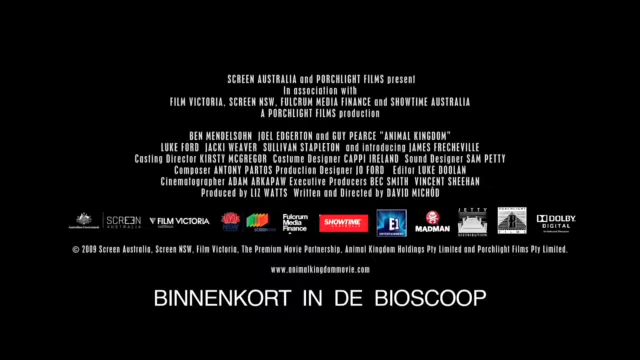 SCREEN AUSTRALIA and PORCHLIGHT FILMS present
In association with
FILM VICTORIA, SCREEN NSW, FULCRUM MEDIA FINANCE and SHOWTIME AUSTRALIA
A PORCHLIGHT FILMS production
BEN MENDELSOHN JOEL EDGERTON and GUY PEARCE "ANIMAL KINGDOM"
LUKE FORD JACKI WEAVER SULLIVAN STAPLETON and introducing JAMES FRECHEVILLE
Casting Director KIRSTY MCGREGOR Costume Designer CAPPI IRELAND Sound Designer SAM PETTY
Composer ANTONY PARTOS Production Designer JO FORD Editor LUKE DOOLAN
Cinematographer ADAM ARKAPAW Executive Producers BEC SMITH VINCENT SHEEHAN
Produced by LIZ WATTS Written and Directed by DAVID MICHÔD
SCREEN AUSTRALIA FILM VICTORIA Fulcrum Media Finance SHOWTIME E1 ENTERTAINMENT MADMAN JETTY DISTRIBUTION PORCHLIGHT FILMS DOLBY DIGITAL
© 2009 Screen Australia, Screen NSW, Film Victoria, The Premium Movie Partnership, Animal Kingdom Holdings Pty Limited and Porchlight Films Pty Limited.
www.animalkingdommovie.com
BINNENKORT IN DE BIOSCOOP